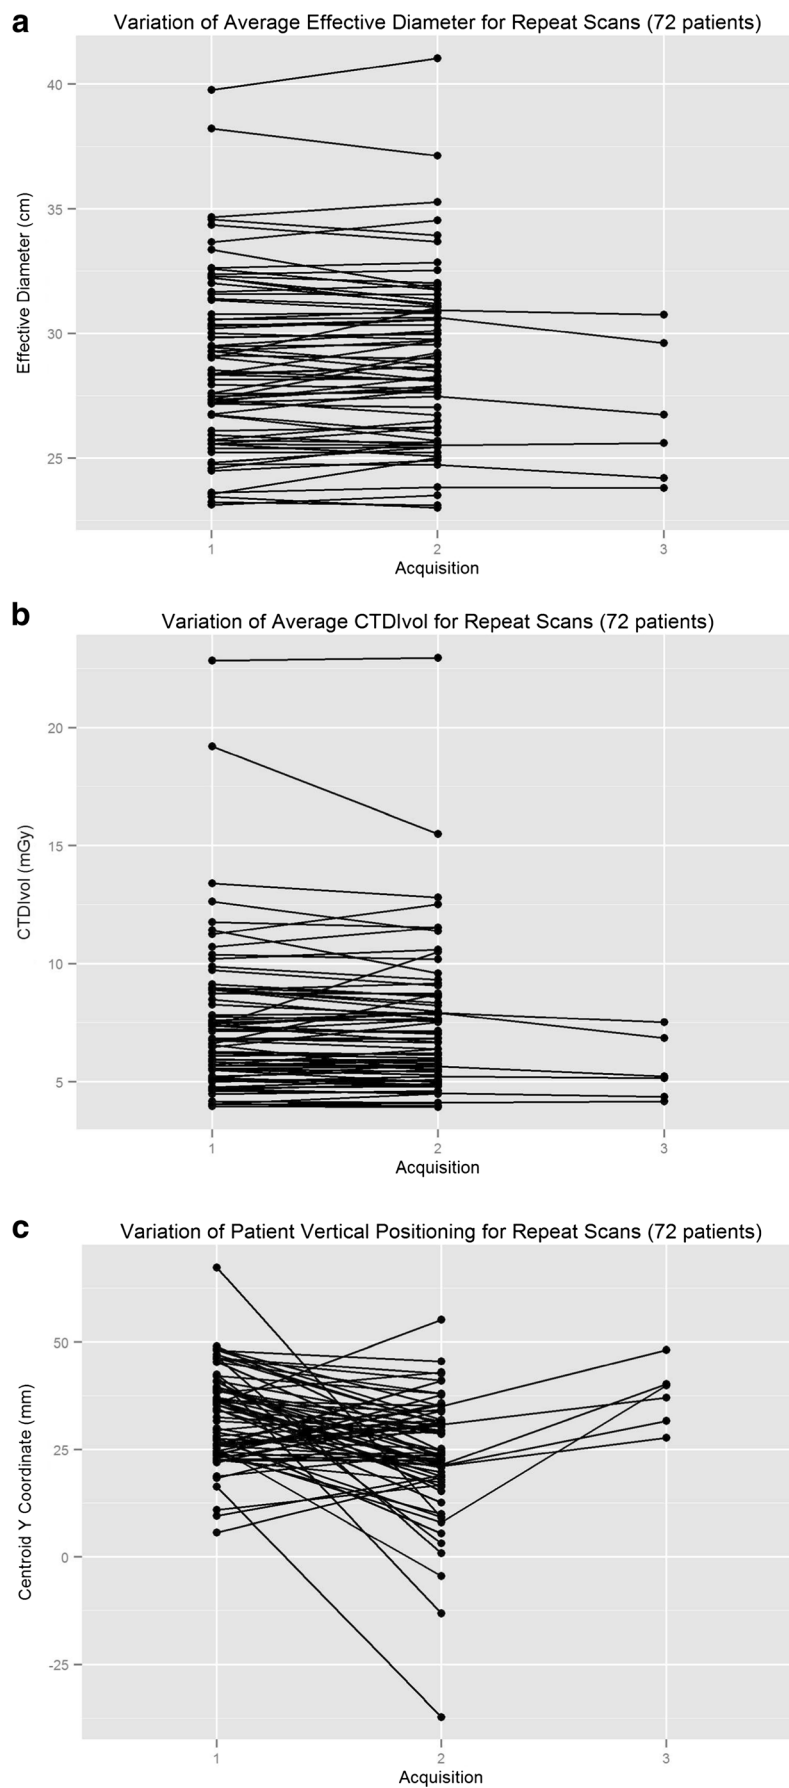 a
Variation of Average Effective Diameter for Repeat Scans (72 patients)
Effective Diameter (cm)
40
35
30
25
1 2 3
Acquisition
b
Variation of Average CTDIvol for Repeat Scans (72 patients)
CTDIvol (mGy)
20
15
10
5
1 2 3
Acquisition
c
Variation of Patient Vertical Positioning for Repeat Scans (72 patients)
Centroid Y Coordinate (mm)
50
25
0
-25
1 2 3
Acquisition